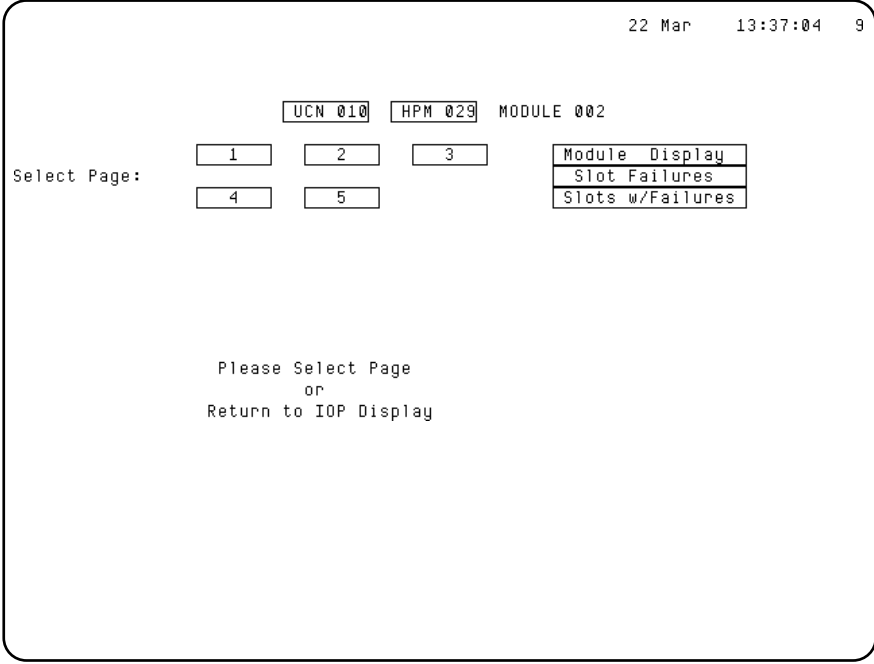 22 Mar 13:37:04 9
UCN 010 HPM 029 MODULE 002
1 2 3 Module Display
Select Page: Slot Failures
4 5 Slots w/Failures
Please Select Page
or
Return to IOP Display